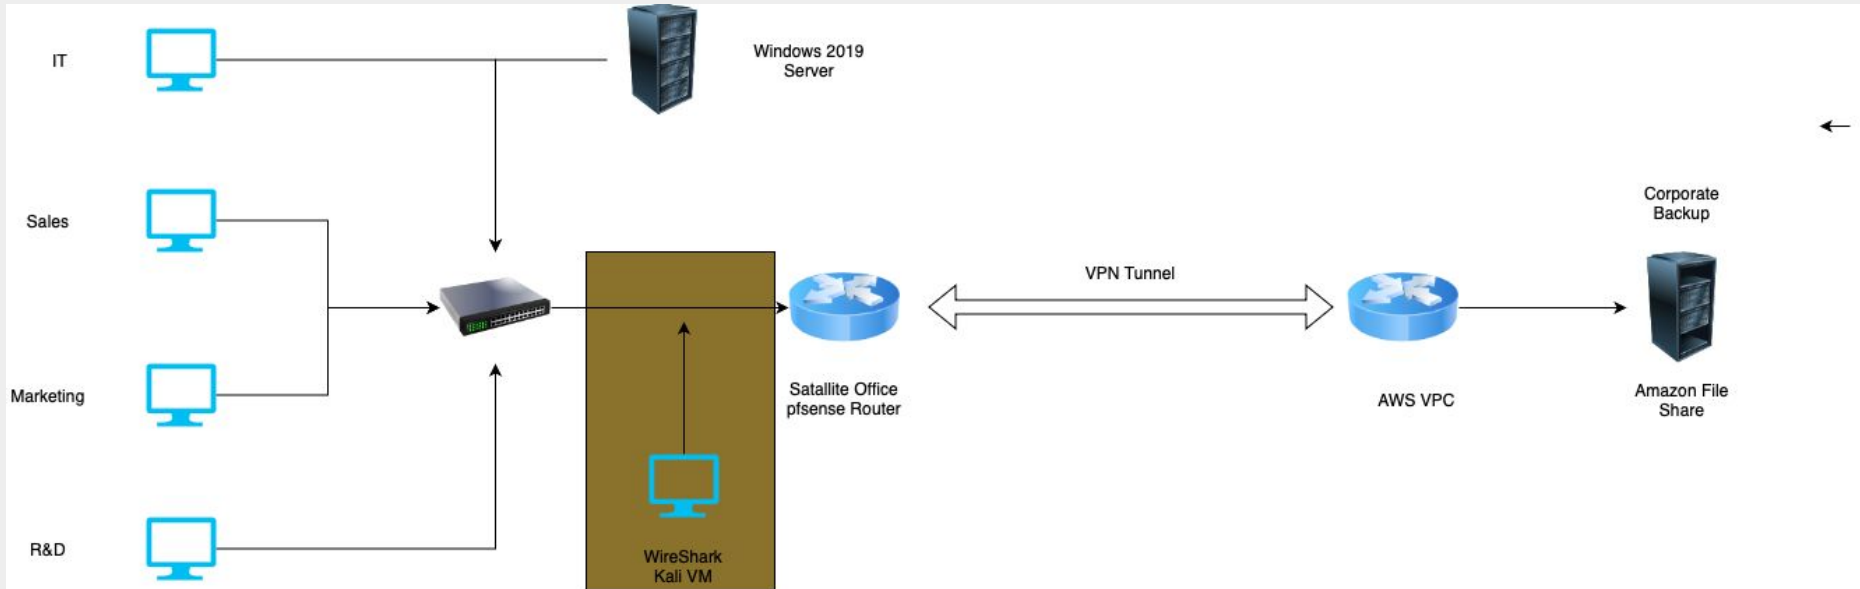 IT
Windows 2019
Server
Sales
Corporate
Backup
VPN Tunnel
Marketing
Satallite Office
pfsense Router
AWS VPC
Amazon File
Share
R&D
WireShark
Kali VM